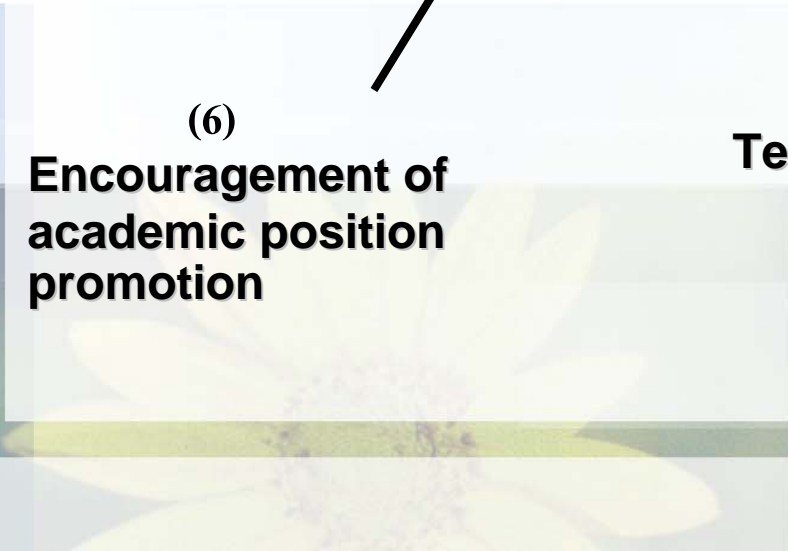 (6)
Encouragement of
academic position
promotion
Te